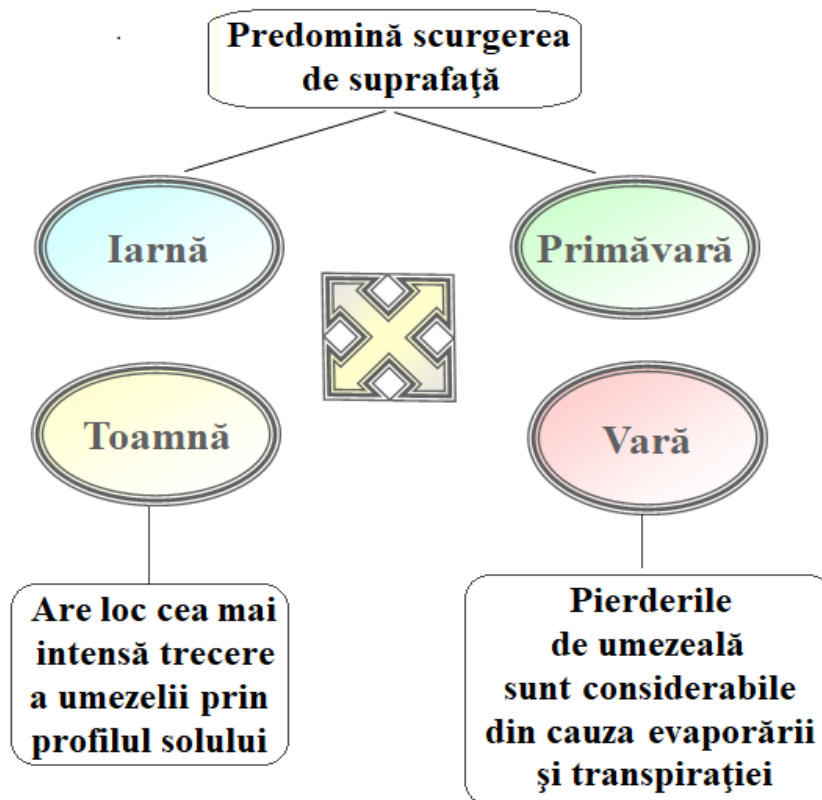 Predomină scurgerea
de suprafaţă
Iarnă
Primăvară
Toamnă
Vară
Are loc cea mai
intensă trecere
a umezelii prin
profilul solului
Pierderile
de umezeală
sunt considerabile
din cauza evaporării
şi transpiraţiei